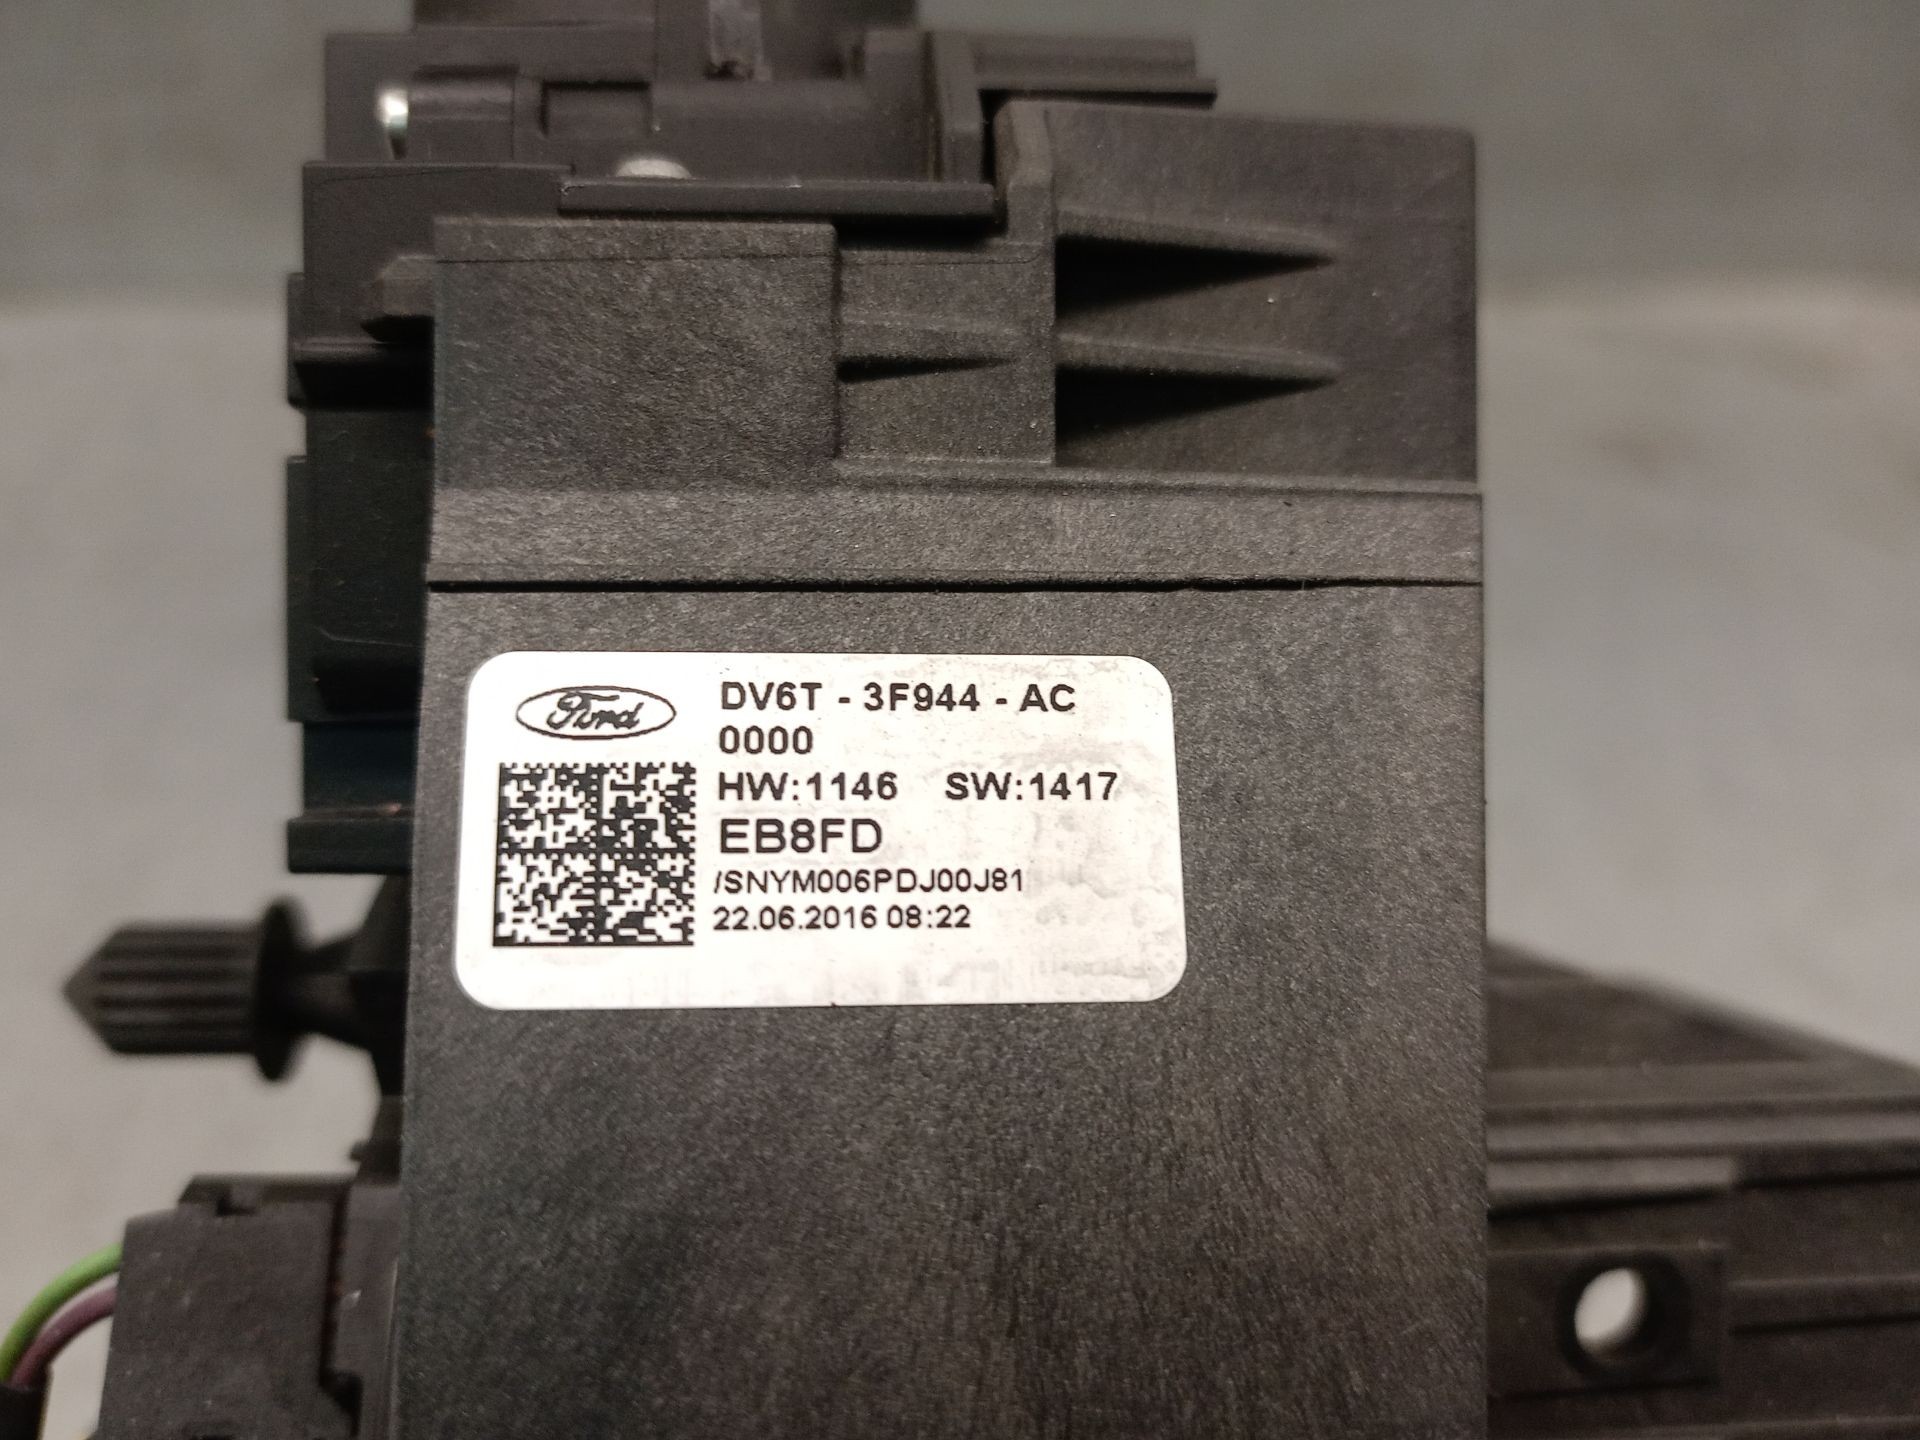 Ford
DV6T - 3F944 - AC
0000
HW:1146 SW:1417
EB8FD
/SNYM006PDJ00J81
22.06.2016 08:22